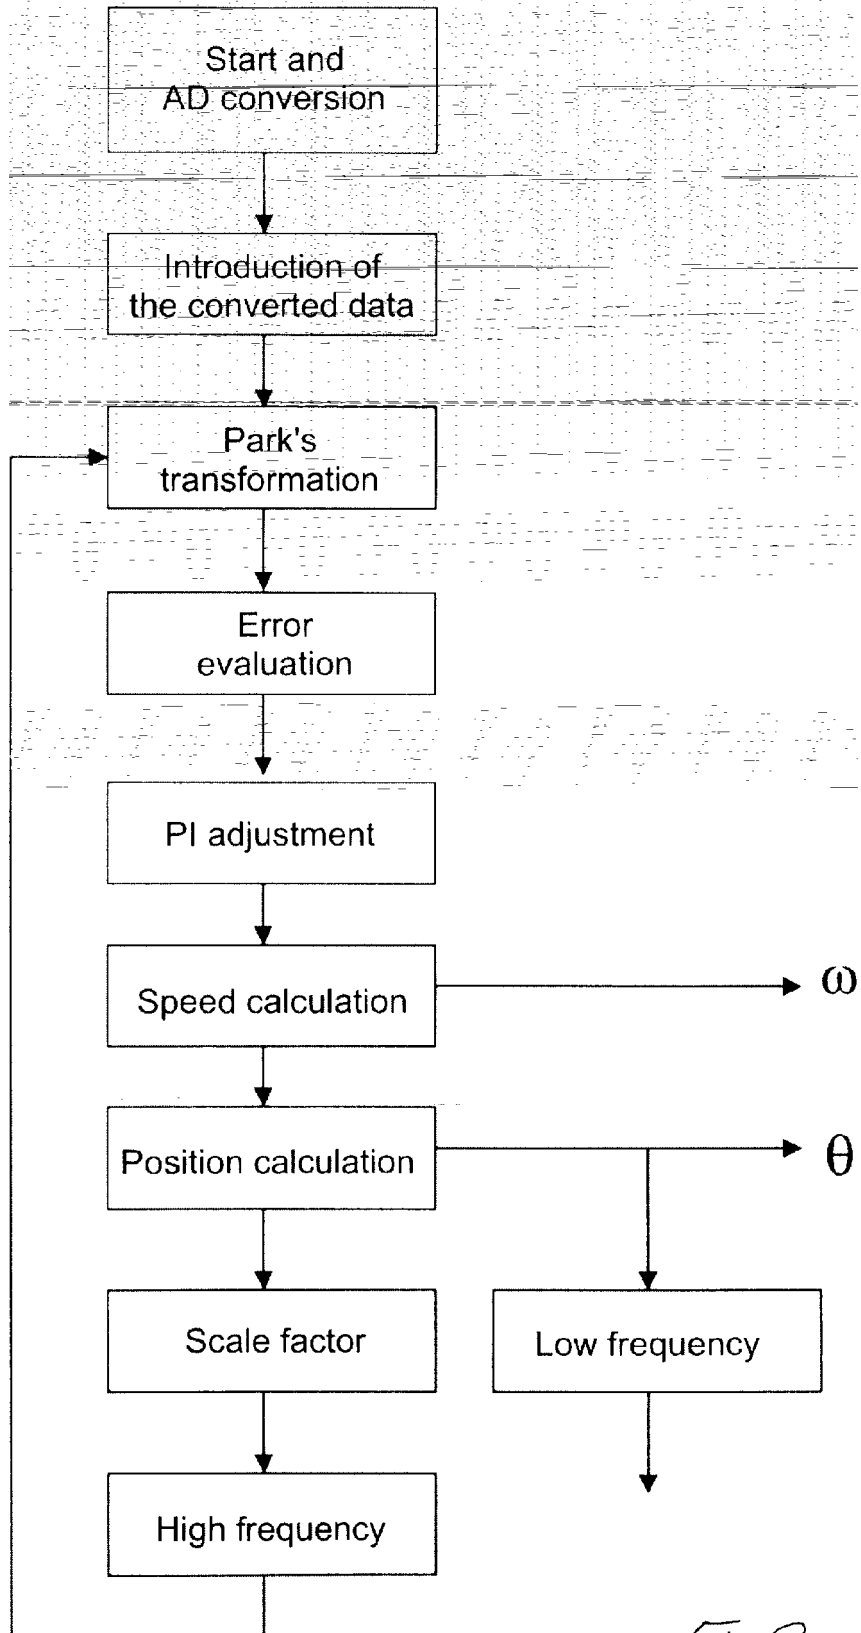 Start and
AD conversion
Introduction of
the converted data
Park's
transformation
Error
evaluation
PI adjustment
Speed calculation
ω
Position calculation
θ
Scale factor
Low frequency
High frequency